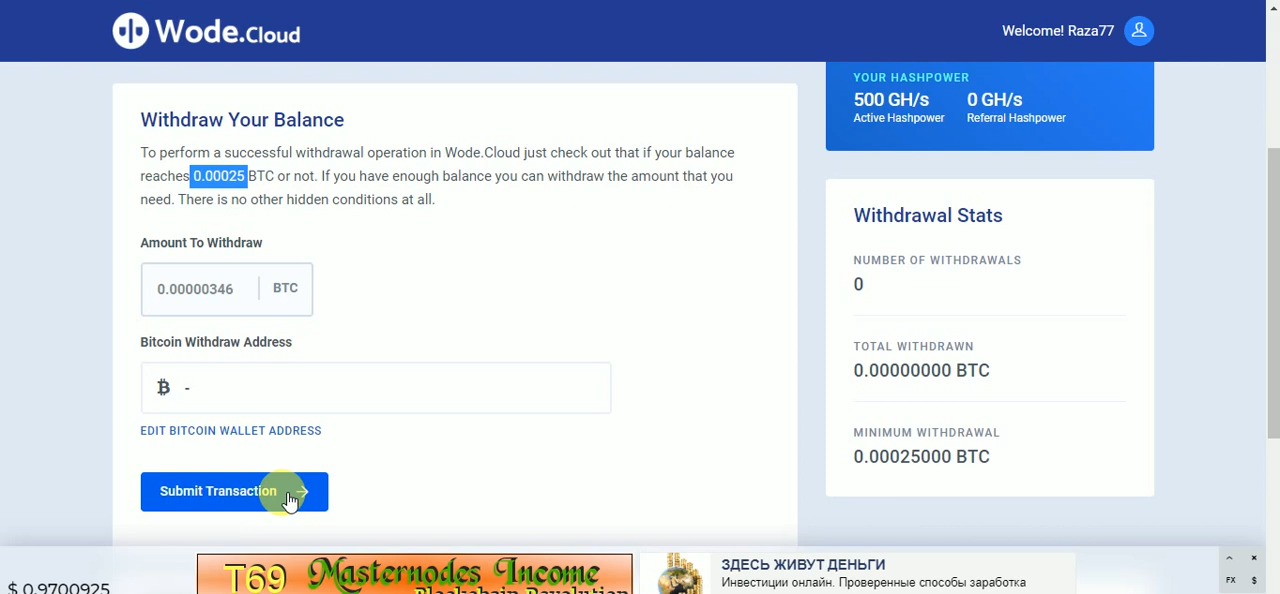 Wode.Cloud
Welcome! Raza77
YOUR HASHPOWER
500 GH/s 0 GH/s
Active Hashpower Referral Hashpower
Withdraw Your Balance
To perform a successful withdrawal operation in Wode.Cloud just check out that if your balance
reaches 0.00025 BTC or not. If you have enough balance you can withdraw the amount that you
need. There is no other hidden conditions at all.
Amount To Withdraw
0.00000346 BTC
Bitcoin Withdraw Address
-
EDIT BITCOIN WALLET ADDRESS
Submit Transaction
Withdrawal Stats
NUMBER OF WITHDRAWALS
0
TOTAL WITHDRAWN
0.00000000 BTC
MINIMUM WITHDRAWAL
0.00025000 BTC
$ 0.9700925
T69 Masternodes Income
Blockchain Revolution
ЗДЕСЬ ЖИВУТ ДЕНЬГИ
Инвестиции онлайн. Проверенные способы заработка
FX $